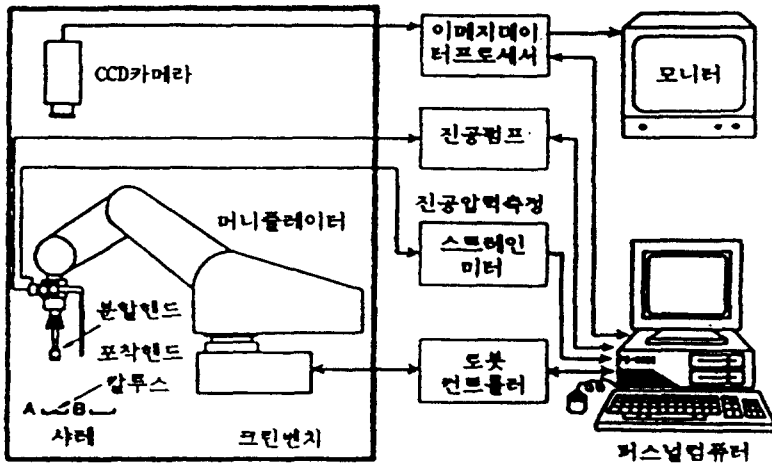 CCD카메라
이메지데이
터프로세서
모니터
진공펌프
진공압력측정
머니퓰레이터
스트레인
미터
분할핸드
포착핸드
칼루스
A B
샤레
크린벤치
로봇
컨트롤러
퍼스널컴퓨터